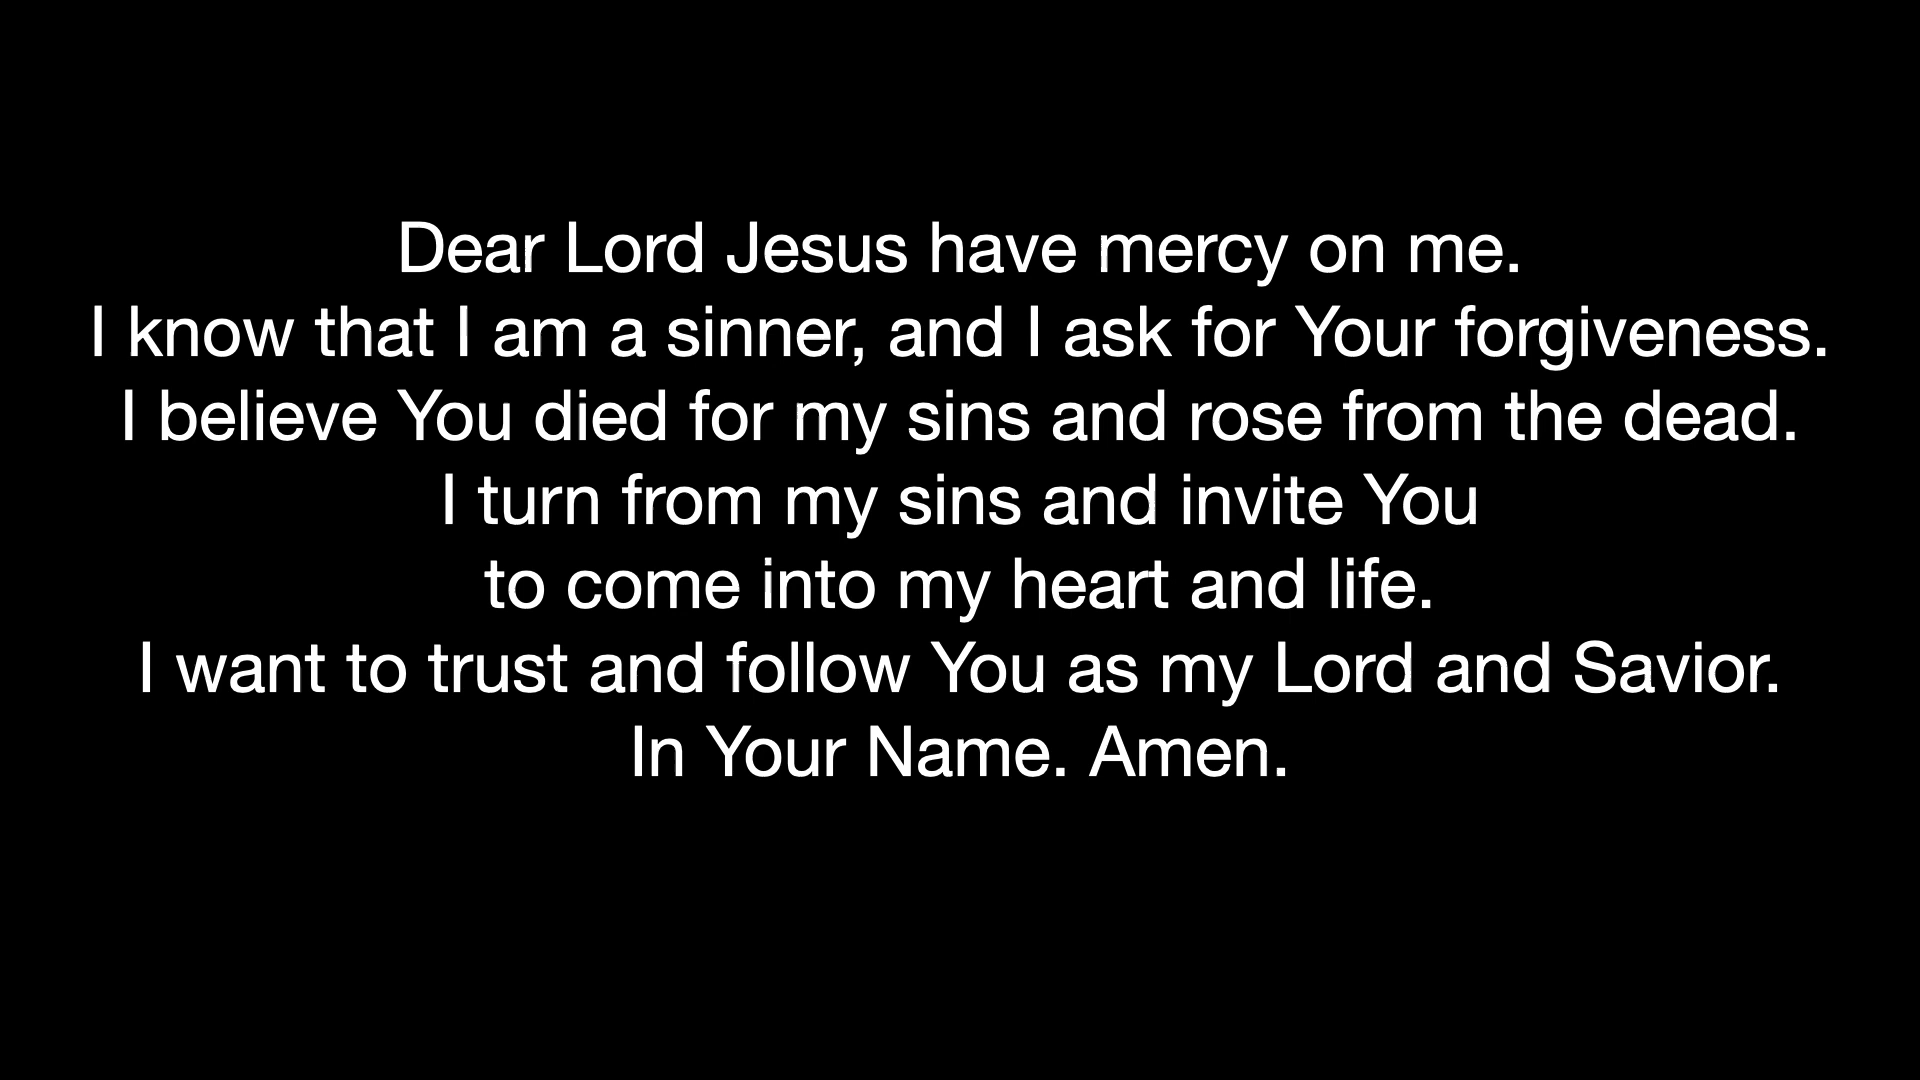 Dear Lord Jesus have mercy on me.
I know that I am a sinner, and I ask for Your forgiveness.
I believe You died for my sins and rose from the dead.
I turn from my sins and invite You
to come into my heart and life.
I want to trust and follow You as my Lord and Savior.
In Your Name. Amen.